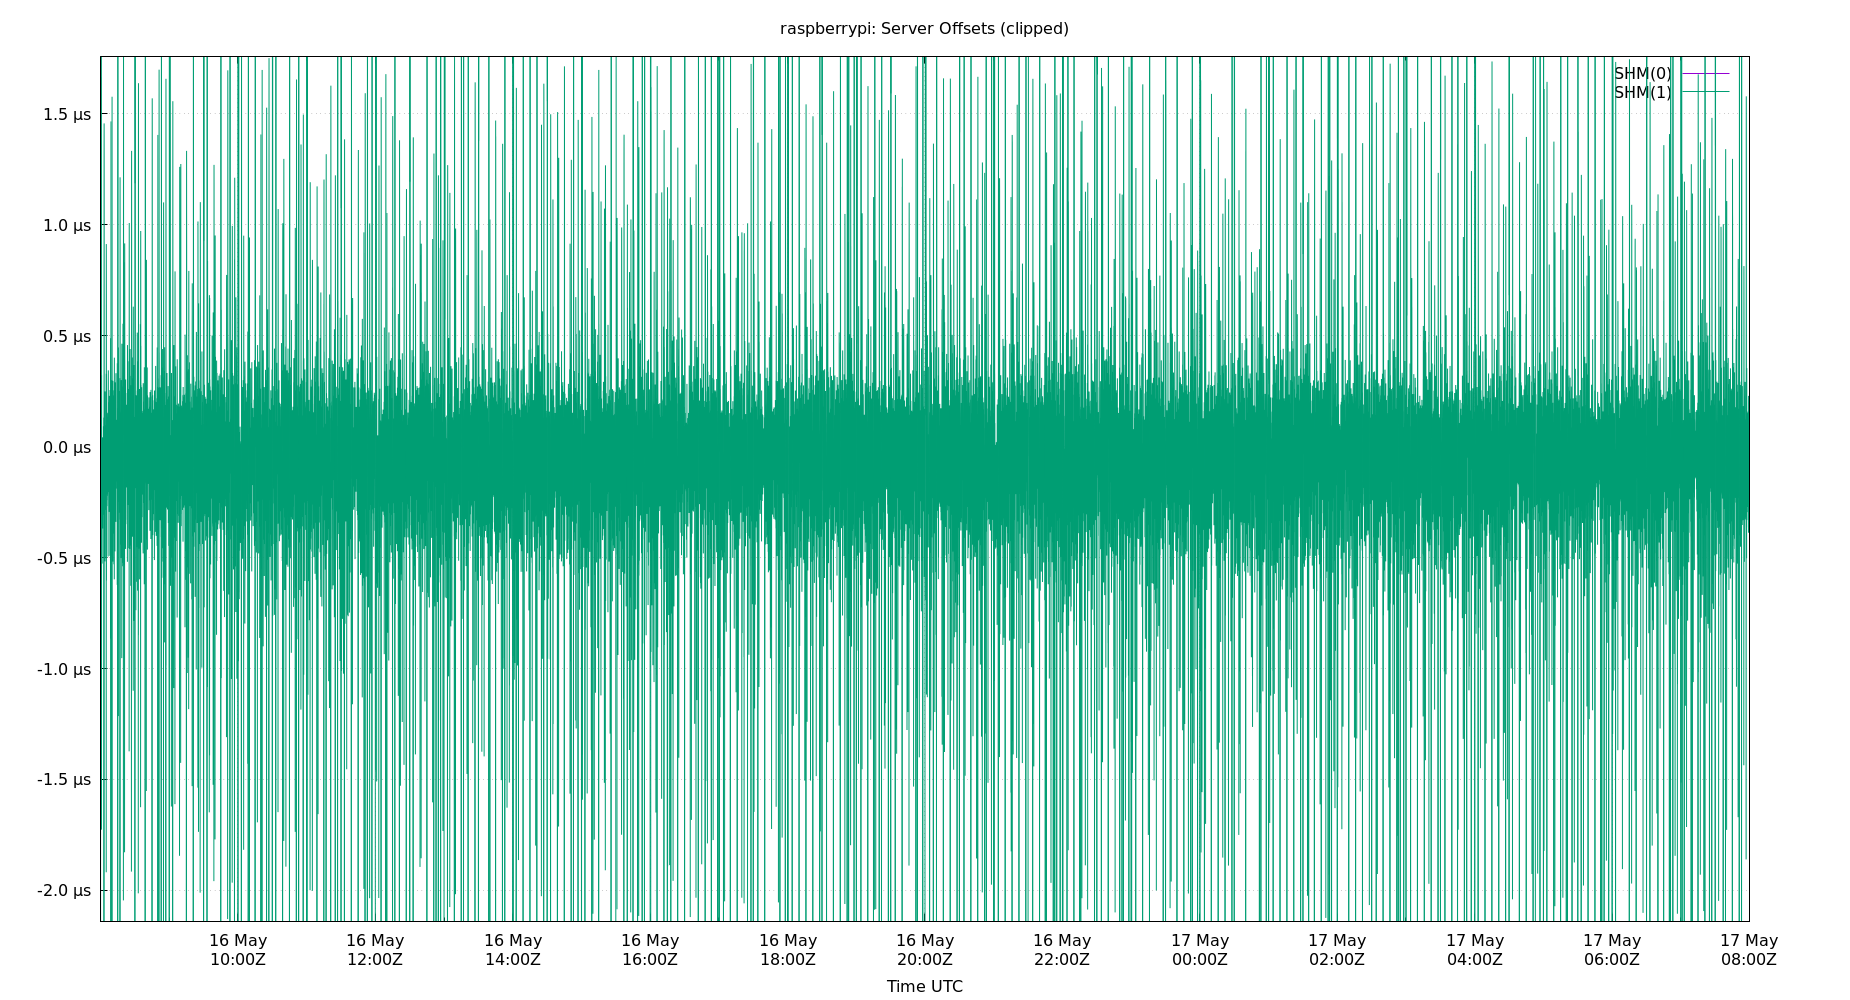 raspberrypi: Server Offsets (clipped)
SHM(0)
SHM(1)
1.5 µs
1.0 µs
0.5 µs
0.0 µs
-0.5 µs
-1.0 µs
-1.5 µs
-2.0 µs
16 May 16 May 16 May 16 May 16 May 16 May 16 May 17 May 17 May 17 May 17 May 17 May
10:00Z 12:00Z 14:00Z 16:00Z 18:00Z 20:00Z 22:00Z 00:00Z 02:00Z 04:00Z 06:00Z 08:00Z
Time UTC